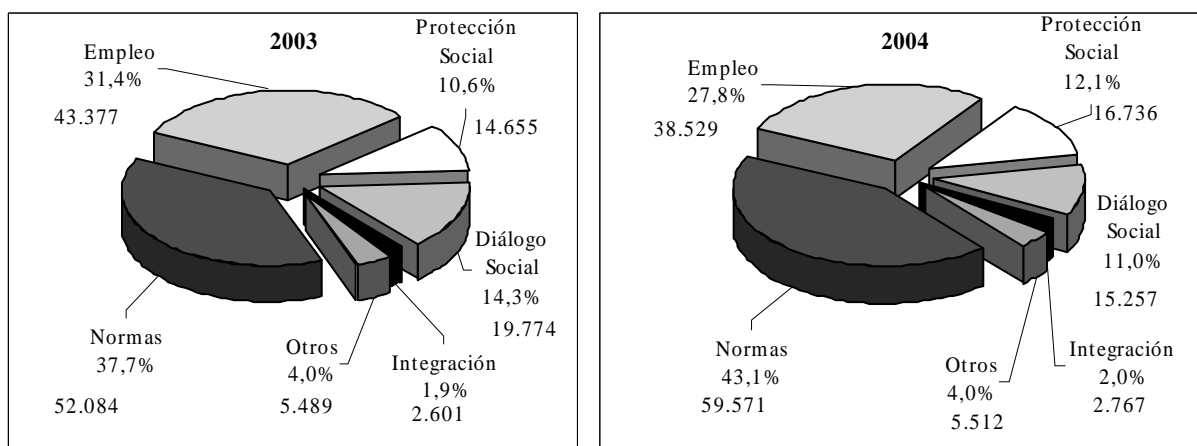 2003
Empleo
31,4%
43.377
Protección
Social
10,6%
14.655
Diálogo
Social
14,3%
19.774
Integración
1,9%
2.601
Otros
4,0%
5.489
Normas
37,7%
52.084
2004
Empleo
27,8%
38.529
Protección
Social
12,1%
16.736
Diálogo
Social
11,0%
15.257
Integración
2,0%
2.767
Otros
4,0%
5.512
Normas
43,1%
59.571